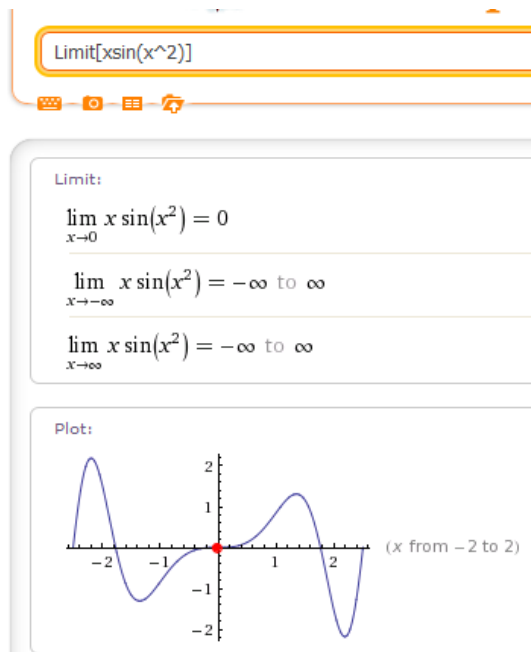 Limit[xsin(x^2)]
Limit:
lim x→0 x sin(x²) = 0
lim x→-∞ x sin(x²) = -∞ to ∞
lim x→∞ x sin(x²) = -∞ to ∞
Plot:
2
1
-2 -1 1 2
-1
-2
(x from -2 to 2)